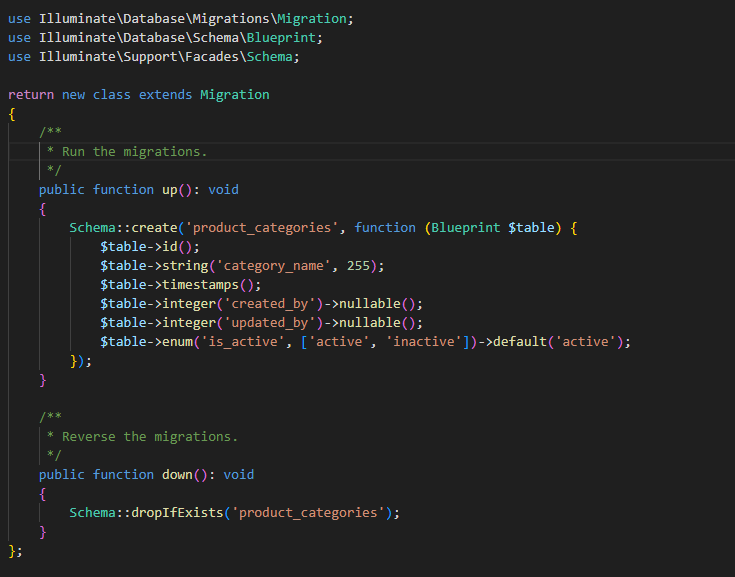 use Illuminate\Database\Migrations\Migration;
use Illuminate\Database\Schema\Blueprint;
use Illuminate\Support\Facades\Schema;

return new class extends Migration
{
    /**
     * Run the migrations.
     */
    public function up(): void
    {
        Schema::create('product_categories', function (Blueprint $table) {
            $table->id();
            $table->string('category_name', 255);
            $table->timestamps();
            $table->integer('created_by')->nullable();
            $table->integer('updated_by')->nullable();
            $table->enum('is_active', ['active', 'inactive'])->default('active');
        });
    }

    /**
     * Reverse the migrations.
     */
    public function down(): void
    {
        Schema::dropIfExists('product_categories');
    }
};